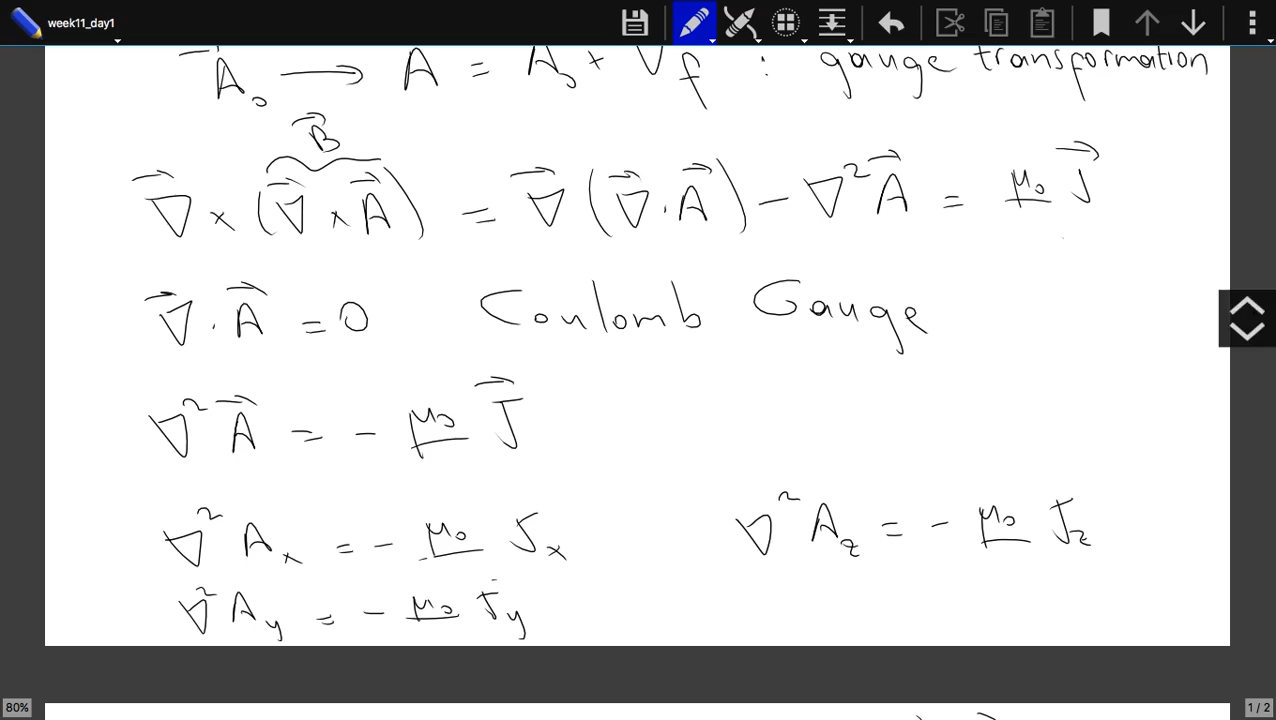 week11_day1
A⃗₀ ⟶ A = A₀ + ∇f : gauge transformation
B⃗
∇⃗ × (∇⃗ × A⃗) = ∇⃗(∇⃗ · A⃗) − ∇²A⃗ = μ₀ J⃗
∇⃗ · A⃗ = 0 Coulomb Gauge
∇²A⃗ = − μ₀ J⃗
∇²Aₓ = − μ₀ Jₓ ∇²A_z = − μ₀ J_z
∇²A_y = − μ₀ J_y
80% 1 / 2